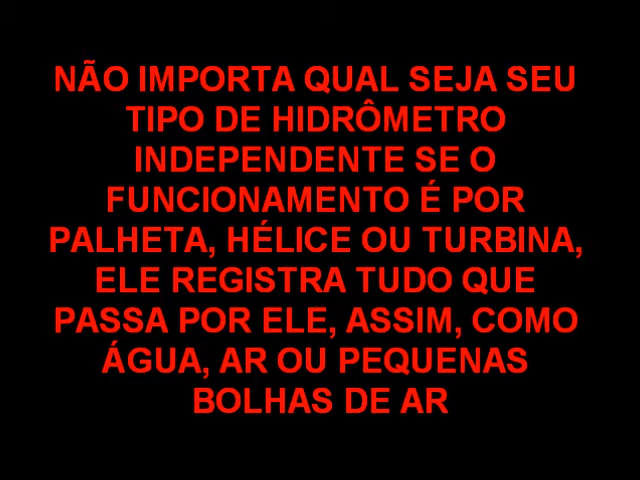 NÃO IMPORTA QUAL SEJA SEU
TIPO DE HIDRÔMETRO
INDEPENDENTE SE O
FUNCIONAMENTO É POR
PALHETA, HÉLICE OU TURBINA,
ELE REGISTRA TUDO QUE
PASSA POR ELE, ASSIM, COMO
ÁGUA, AR OU PEQUENAS
BOLHAS DE AR